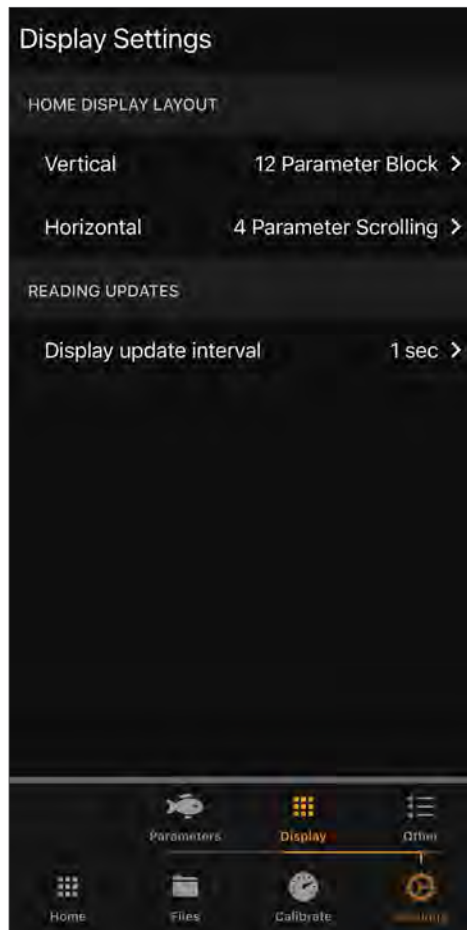 Display Settings
HOME DISPLAY LAYOUT
Vertical 12 Parameter Block >
Horizontal 4 Parameter Scrolling >
READING UPDATES
Display update interval 1 sec >
Parameters Display Other
Home Files Calibrate Settings